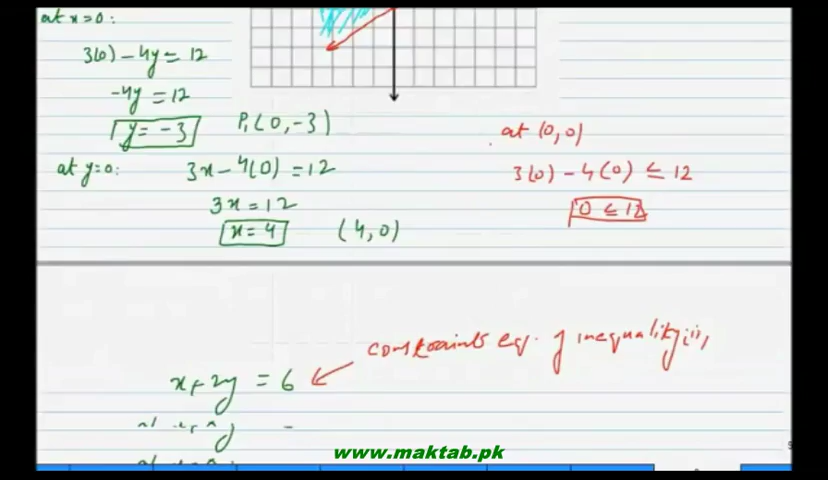 at x=0:
3(0) - 4y = 12
-4y = 12
y = -3 P₁(0, -3)
at y=0: 3x - 4(0) = 12
3x = 12
x = 4 (4, 0)
at (0, 0)
3(0) - 4(0) ≤ 12
0 ≤ 12
constraints eq. of inequality (i),
x + 2y = 6
www.maktab.pk